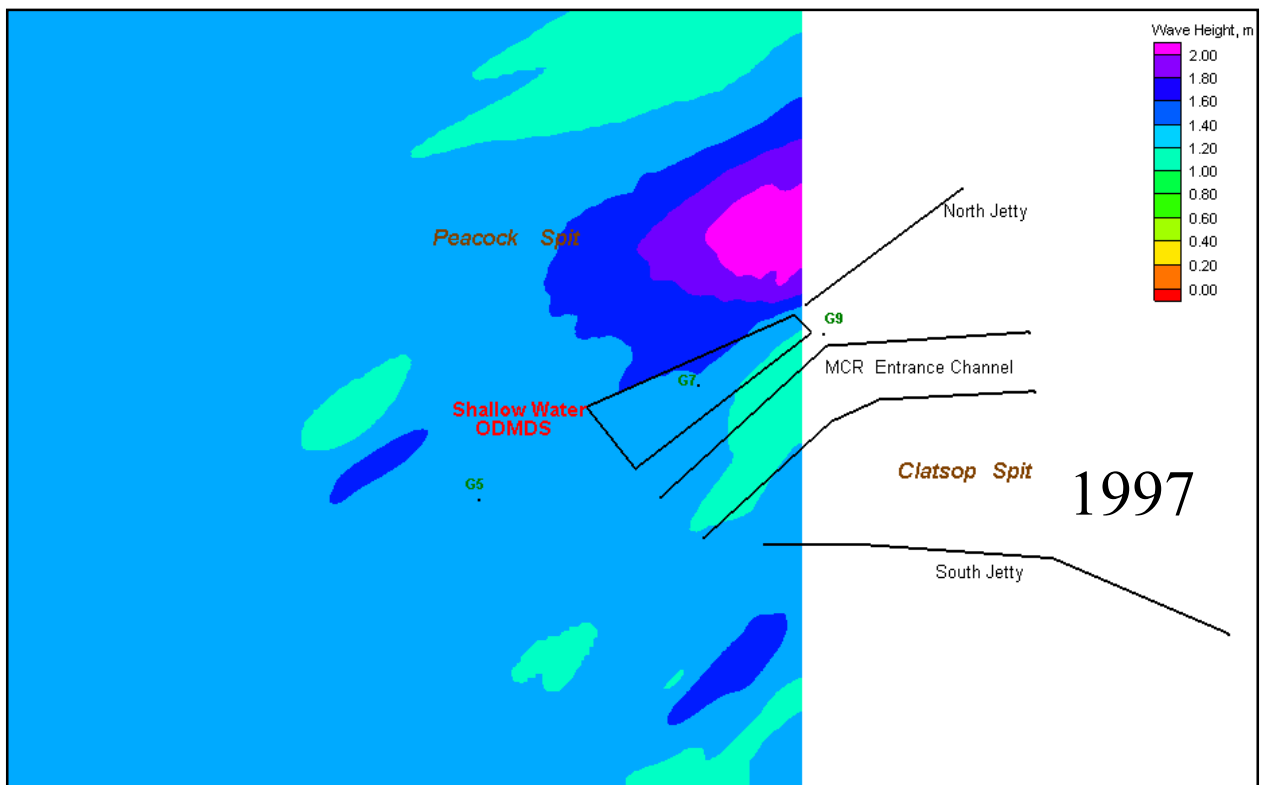 Wave Height, m
2.00
1.80
1.60
1.40
1.20
1.00
0.80
0.60
0.40
0.20
0.00
North Jetty
Peacock Spit
G9
MCR Entrance Channel
G7
Shallow Water
ODMDS
Clatsop Spit
G5
1997
South Jetty